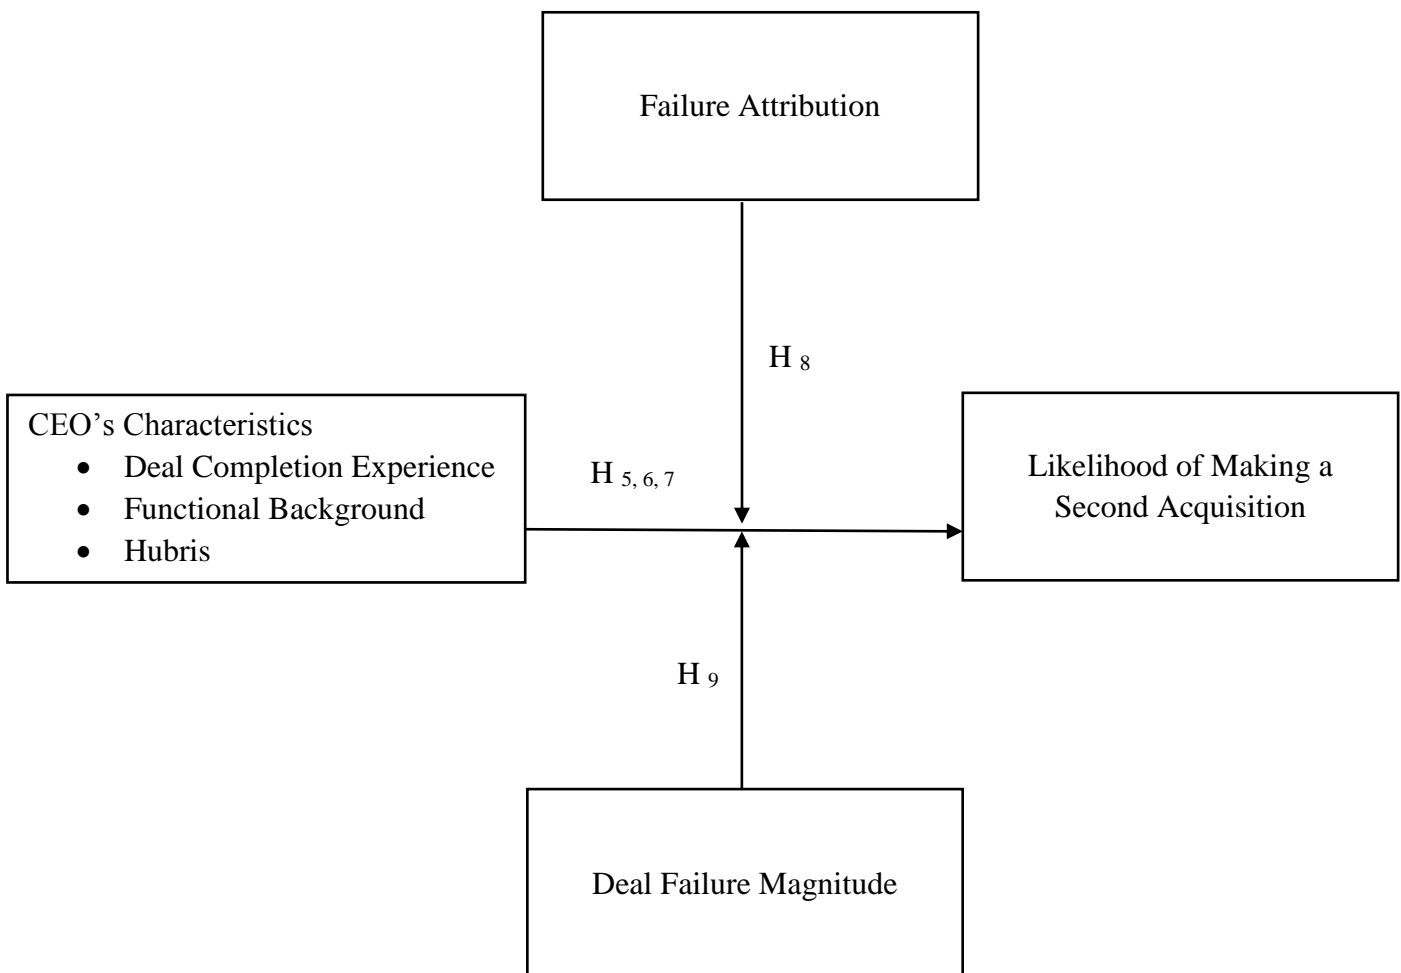 Failure Attribution
H 8
CEO’s Characteristics
• Deal Completion Experience
• Functional Background
• Hubris
H 5, 6, 7
Likelihood of Making a
Second Acquisition
H 9
Deal Failure Magnitude